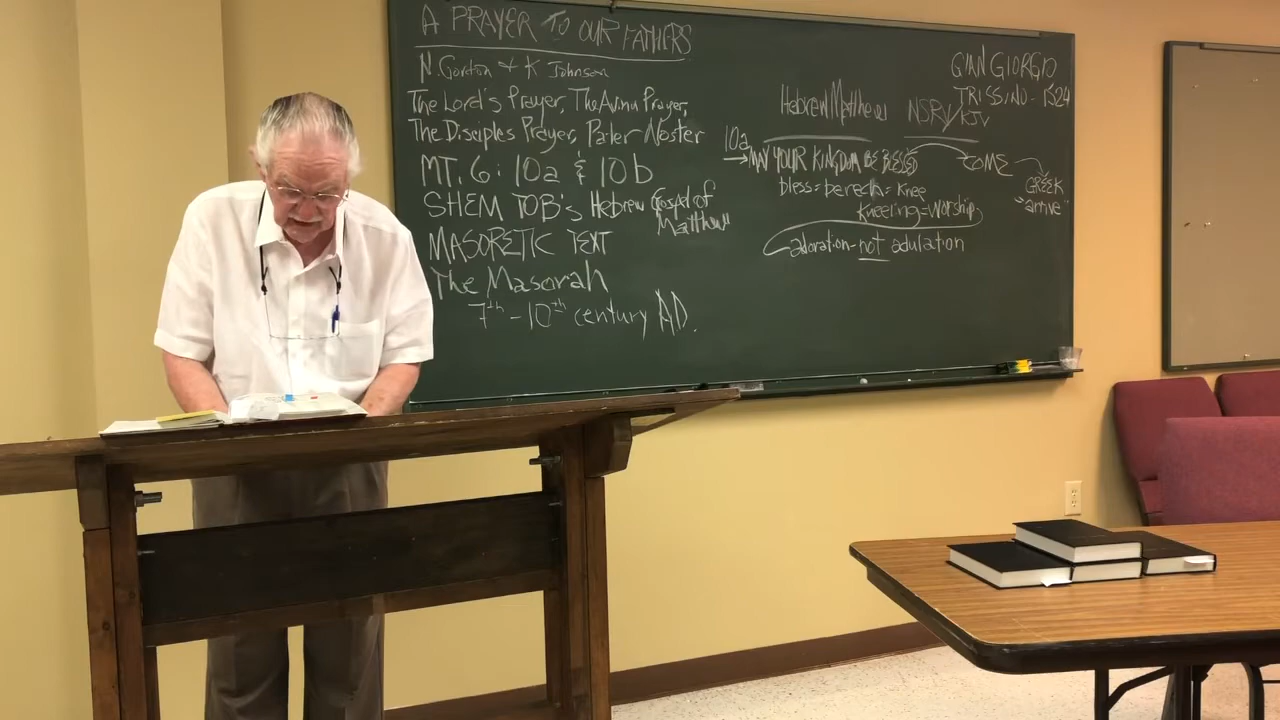 A PRAYER TO OUR FATHERS
N. Gordon & K Johnson
The Lord's Prayer, The Avinu Prayer,
The Disciples Prayer, Pater Noster
MT. 6: 10a & 10b
SHEM TOB's Hebrew Gospel of
Matthew
MASORETIC TEXT
The Masorah
7th - 10th century AD.
GIAN GIORGIO
TRISSINO - 1524
Hebrew Matthew NSRV/KJV
10a
→ MAY YOUR KINGDOM BE BLESSED COME
GREEK
"arrive"
bless = berech = knee
kneering = worship
adoration - not adulation